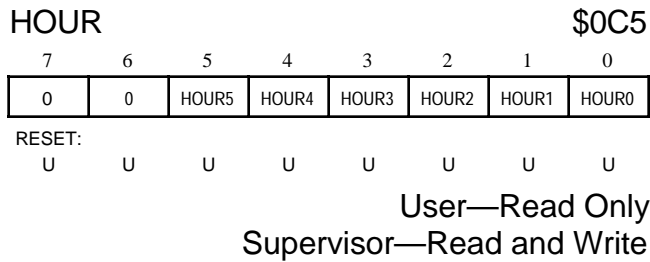 HOUR $0C5
7 6 5 4 3 2 1 0
0 0 HOUR5 HOUR4 HOUR3 HOUR2 HOUR1 HOUR0
RESET:
U U U U U U U U
User—Read Only
Supervisor—Read and Write